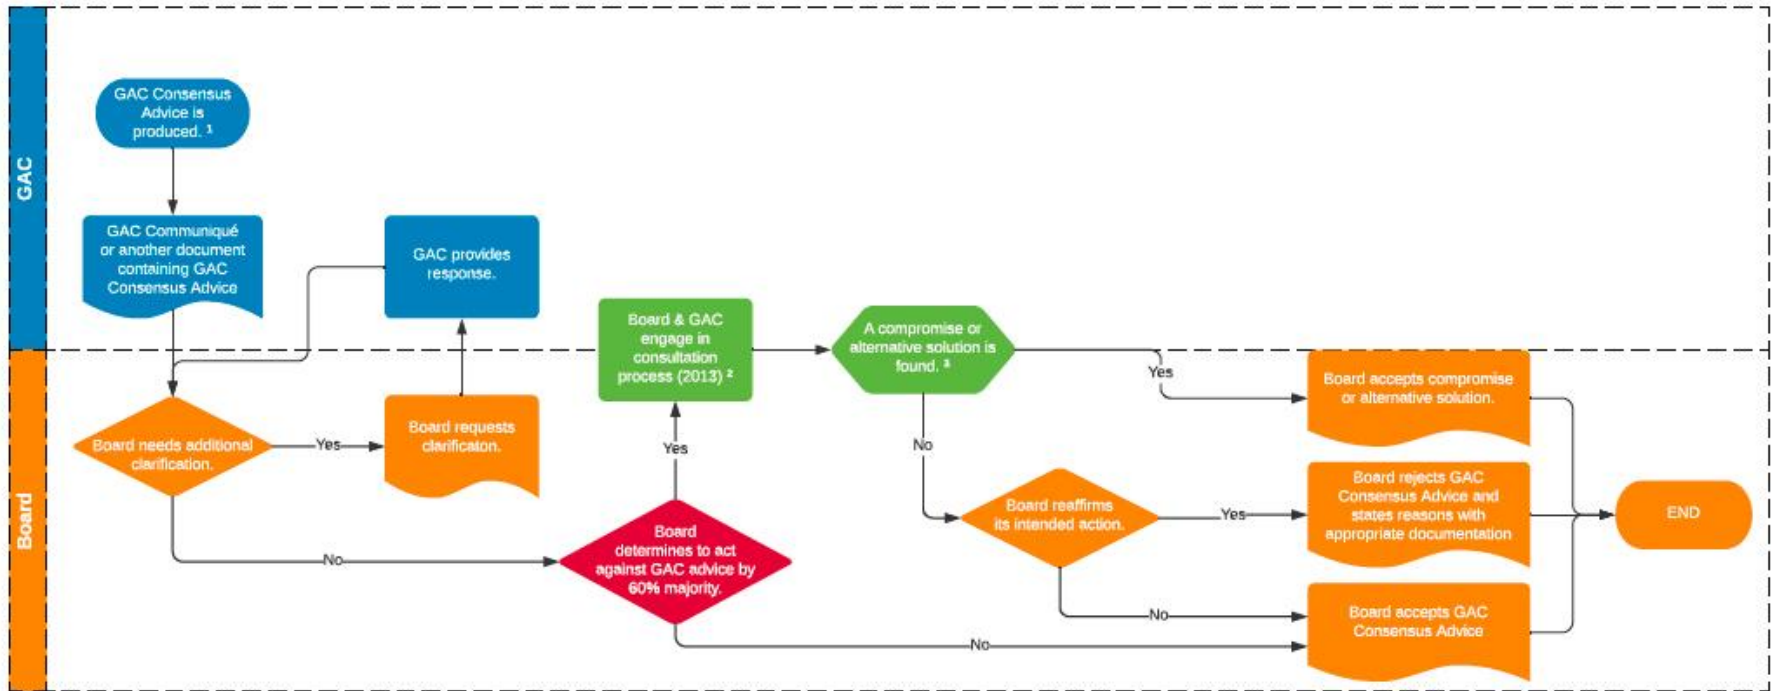 GAC
GAC Consensus
Advice is
produced. ¹
GAC Communiqué
or another document
containing GAC
Consensus Advice
GAC provides
response.
Board & GAC
engage in
consultation
process (2013) ²
A compromise or
alternative solution is
found. ³
Board
Board needs additional
clarification.
Yes
Board requests
clarificaton.
No
Board
determines to act
against GAC advice by
60% majority.
Yes
No
Yes
Board accepts compromise
or alternative solution.
No
Board reaffirms
its intended action.
Yes
Board rejects GAC
Consensus Advice and
states reasons with
appropriate documentation
No
Board accepts GAC
Consensus Advice
END